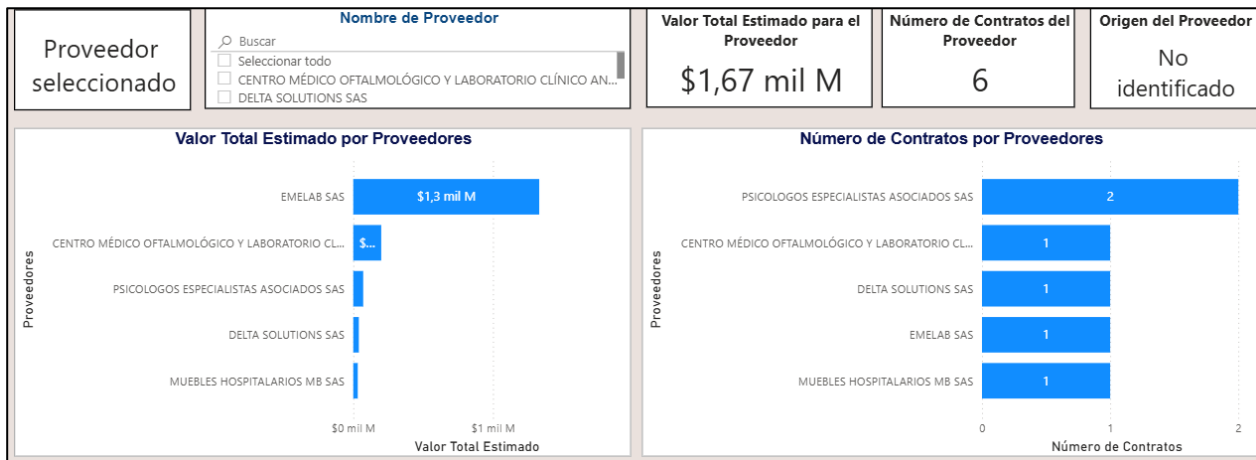 Proveedor
seleccionado
Nombre de Proveedor
Buscar
Seleccionar todo
CENTRO MÉDICO OFTALMOLÓGICO Y LABORATORIO CLÍNICO AN...
DELTA SOLUTIONS SAS
Valor Total Estimado para el
Proveedor
$1,67 mil M
Número de Contratos del
Proveedor
6
Origen del Proveedor
No
identificado
Valor Total Estimado por Proveedores
Proveedores
EMELAB SAS
$1,3 mil M
CENTRO MÉDICO OFTALMOLÓGICO Y LABORATORIO CL...
$...
PSICOLOGOS ESPECIALISTAS ASOCIADOS SAS
DELTA SOLUTIONS SAS
MUEBLES HOSPITALARIOS MB SAS
$0 mil M
$1 mil M
Valor Total Estimado
Número de Contratos por Proveedores
Proveedores
PSICOLOGOS ESPECIALISTAS ASOCIADOS SAS
2
CENTRO MÉDICO OFTALMOLÓGICO Y LABORATORIO CL...
1
DELTA SOLUTIONS SAS
1
EMELAB SAS
1
MUEBLES HOSPITALARIOS MB SAS
1
0
1
2
Número de Contratos